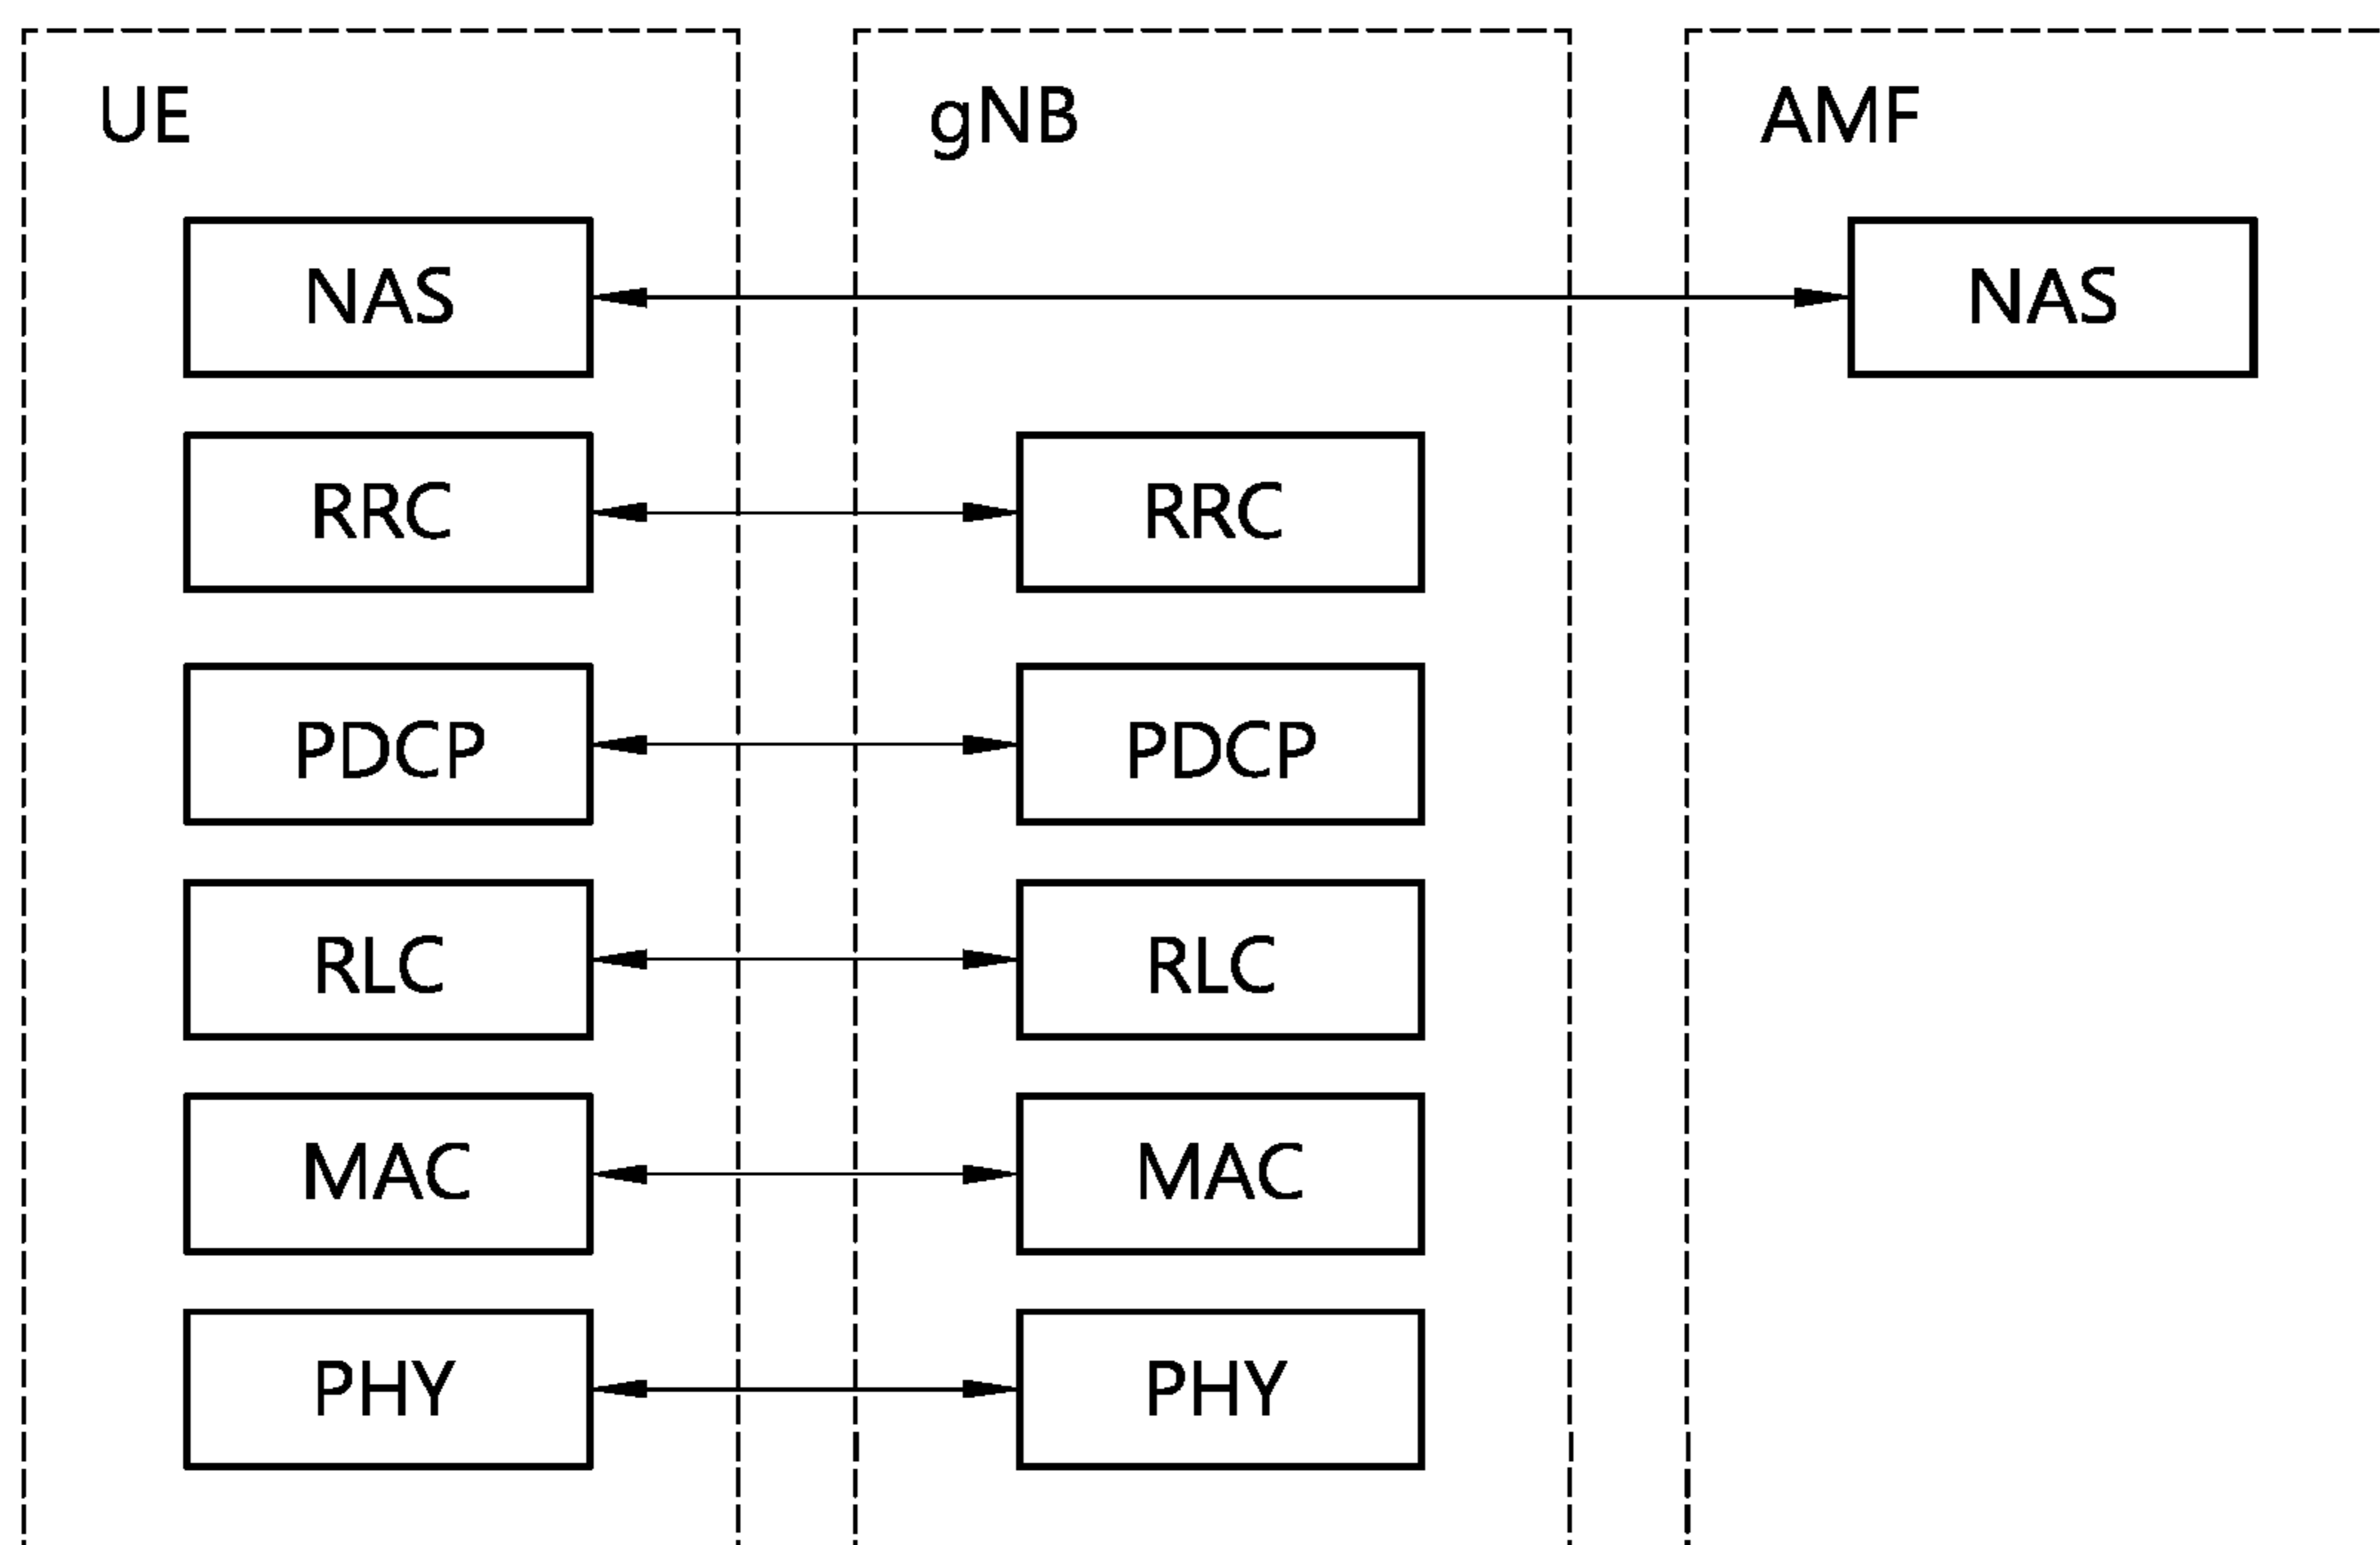 UE gNB AMF
NAS NAS
RRC RRC
PDCP PDCP
RLC RLC
MAC MAC
PHY PHY